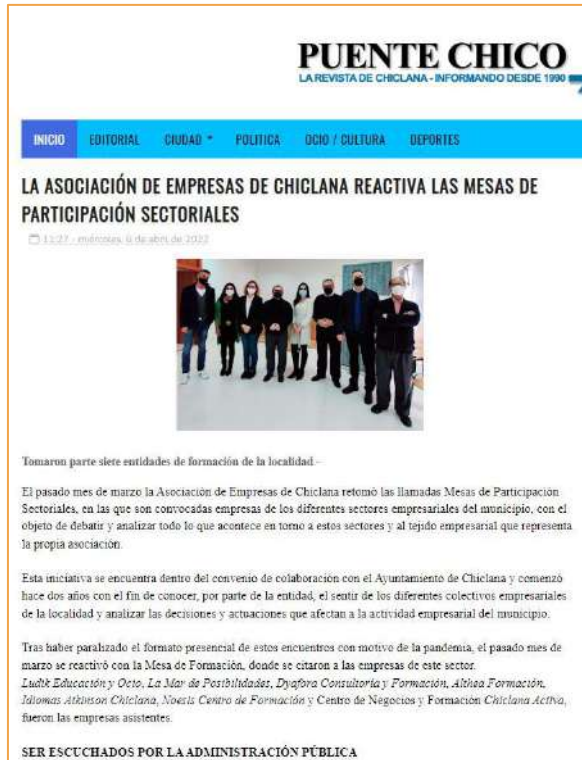 PUENTE CHICO
LA REVISTA DE CHICLANA - INFORMANDO DESDE 1990
INICIO EDITORIAL CIUDAD POLITICA OCIO / CULTURA DEPORTES
LA ASOCIACIÓN DE EMPRESAS DE CHICLANA REACTIVA LAS MESAS DE
PARTICIPACIÓN SECTORIALES
11:27 - miércoles, 6 de abril de 2022
Tomaron parte siete entidades de formación de la localidad.-
El pasado mes de marzo la Asociación de Empresas de Chiclana retomó las llamadas Mesas de Participación
Sectoriales, en las que son convocadas empresas de los diferentes sectores empresariales del municipio, con el
objeto de debatir y analizar todo lo que acontece en torno a estos sectores y al tejido empresarial que representa
la propia asociación.
Esta iniciativa se encuentra dentro del convenio de colaboración con el Ayuntamiento de Chiclana y comenzó
hace dos años con el fin de conocer, por parte de la entidad, el sentir de los diferentes colectivos empresariales
de la localidad y analizar las decisiones y actuaciones que afectan a la actividad empresarial del municipio.
Tras haber paralizado el formato presencial de estos encuentros con motivo de la pandemia, el pasado mes de
marzo se reactivó con la Mesa de Formación, donde se citaron a las empresas de este sector.
Ludik Educación y Ocio, La Mar de Posibilidades, Dyafora Consultoría y Formación, Althea Formación,
Idiomas Atkinson Chiclana, Noesis Centro de Formación y Centro de Negocios y Formación Chiclana Activa,
fueron las empresas asistentes.
SER ESCUCHADOS POR LA ADMINISTRACIÓN PÚBLICA